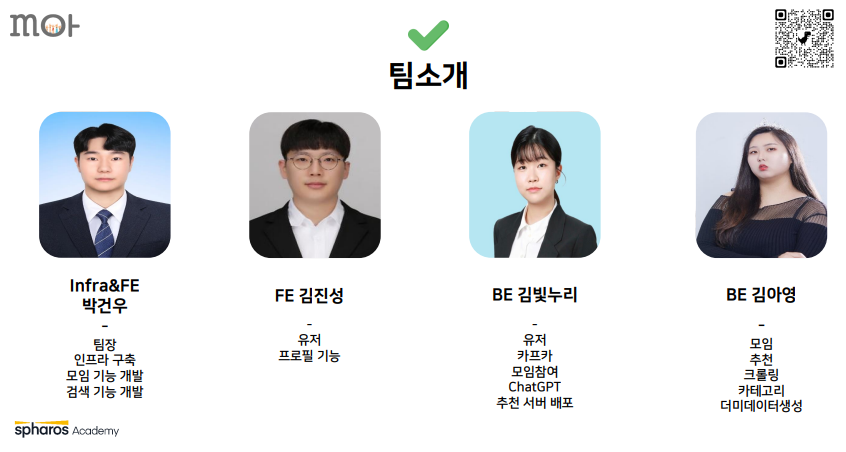 moㅏ
팀소개
Infra&FE
박건우
-
팀장
인프라 구축
모임 기능 개발
검색 기능 개발
FE 김진성
-
유저
프로필 기능
BE 김빛누리
-
유저
카프카
모임참여
ChatGPT
추천 서버 배포
BE 김아영
-
모임
추천
크롤링
카테고리
더미데이터생성
spharos Academy